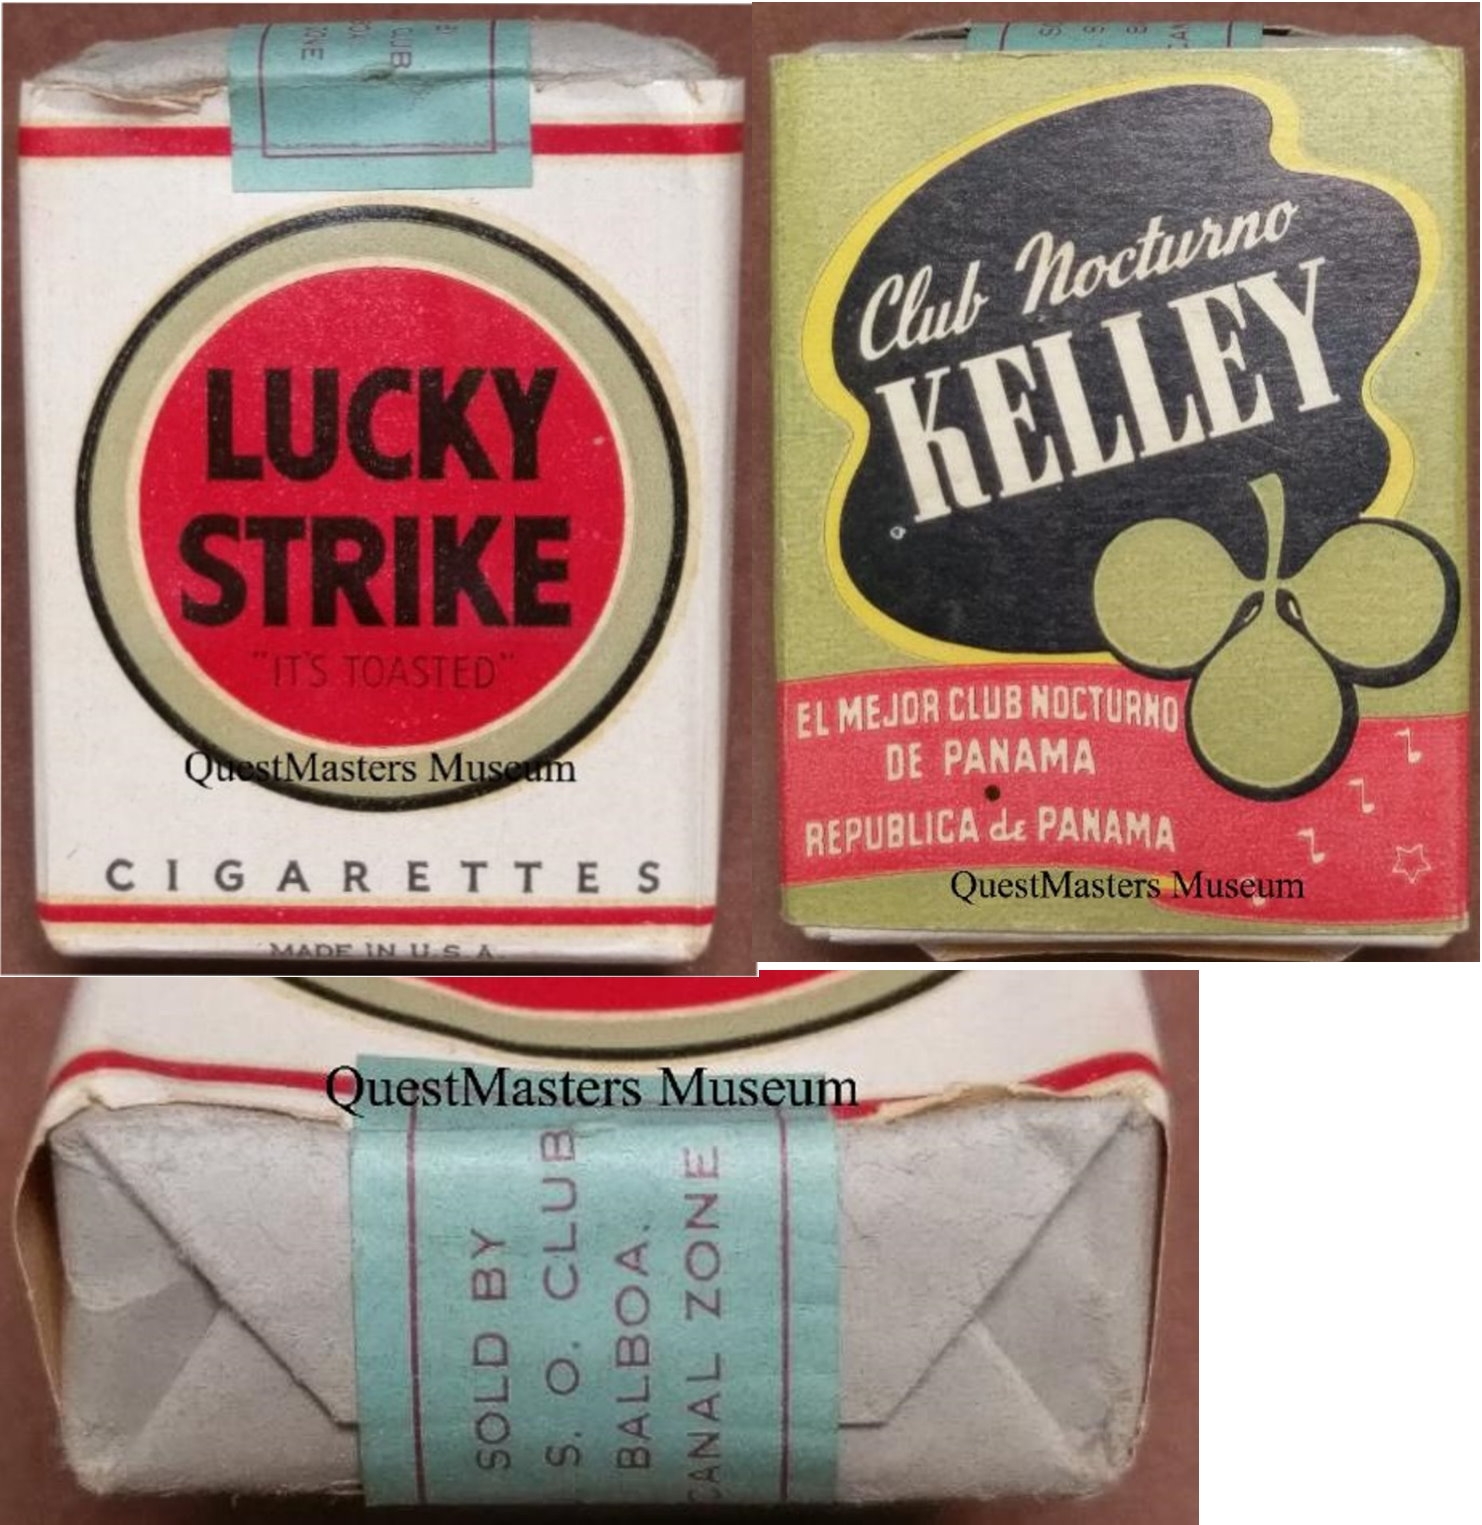 LUCKY
STRIKE
"IT'S TOASTED"
QuestMasters Museum
CIGARETTES
MADE IN U.S.A.
Club Nocturno
KELLEY
EL MEJOR CLUB NOCTURNO
DE PANAMA
REPUBLICA de PANAMA
QuestMasters Museum
QuestMasters Museum
SOLD BY
S. O. CLUB
BALBOA.
CANAL ZONE